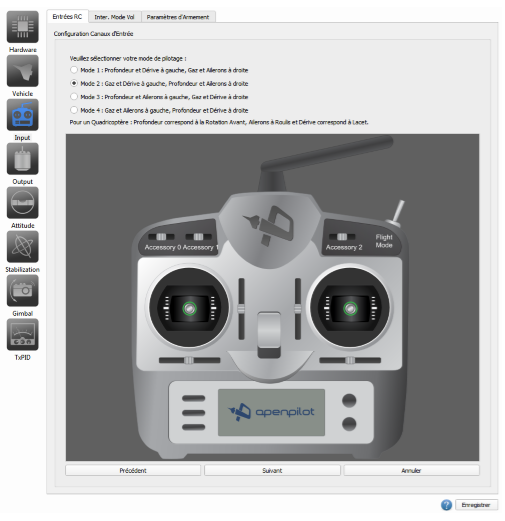 Entrées RC
Inter. Mode Vol
Paramètres d'Armement
Configuration Canaux d'Entrée
Hardware
Vehicle
Input
Output
Attitude
Stabilization
Gimbal
TxPID
Veuillez sélectionner votre mode de pilotage :
Mode 1 : Profondeur et Dérive à gauche, Gaz et Ailerons à droite
Mode 2 : Gaz et Dérive à gauche, Profondeur et Ailerons à droite
Mode 3 : Profondeur et Ailerons à gauche, Gaz et Dérive à droite
Mode 4 : Gaz et Ailerons à gauche, Profondeur et Dérive à droite
Pour un Quadricoptère : Profondeur correspond à la Rotation Avant, Ailerons à Roulis et Dérive correspond à Lacet.
Accessory 0 Accessory 1
Accessory 2
Flight
Mode
openpilot
Précédent
Suivant
Annuler
?
Enregistrer